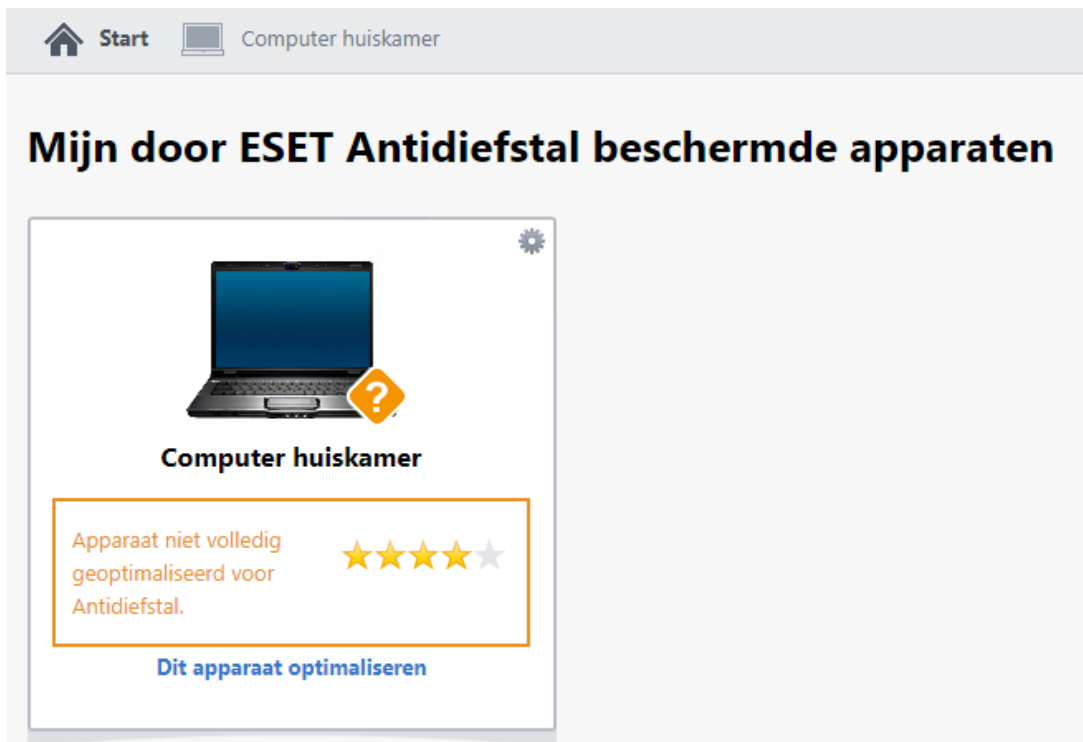 Start Computer huiskamer
Mijn door ESET Antidiefstal beschermde apparaten
?
Computer huiskamer
Apparaat niet volledig
geoptimaliseerd voor
Antidiefstal.
Dit apparaat optimaliseren